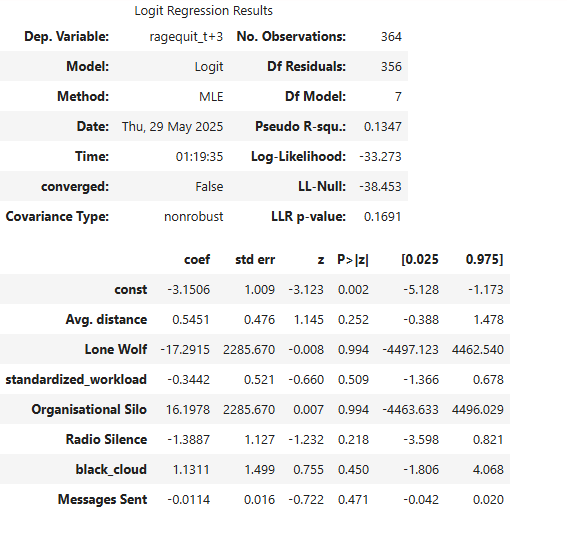 Logit Regression Results
Dep. Variable: ragequit_t+3 No. Observations: 364
Model: Logit Df Residuals: 356
Method: MLE Df Model: 7
Date: Thu, 29 May 2025 Pseudo R-squ.: 0.1347
Time: 01:19:35 Log-Likelihood: -33.273
converged: False LL-Null: -38.453
Covariance Type: nonrobust LLR p-value: 0.1691
coef std err z P>|z| [0.025 0.975]
const -3.1506 1.009 -3.123 0.002 -5.128 -1.173
Avg. distance 0.5451 0.476 1.145 0.252 -0.388 1.478
Lone Wolf -17.2915 2285.670 -0.008 0.994 -4497.123 4462.540
standardized_workload -0.3442 0.521 -0.660 0.509 -1.366 0.678
Organisational Silo 16.1978 2285.670 0.007 0.994 -4463.633 4496.029
Radio Silence -1.3887 1.127 -1.232 0.218 -3.598 0.821
black_cloud 1.1311 1.499 0.755 0.450 -1.806 4.068
Messages Sent -0.0114 0.016 -0.722 0.471 -0.042 0.020